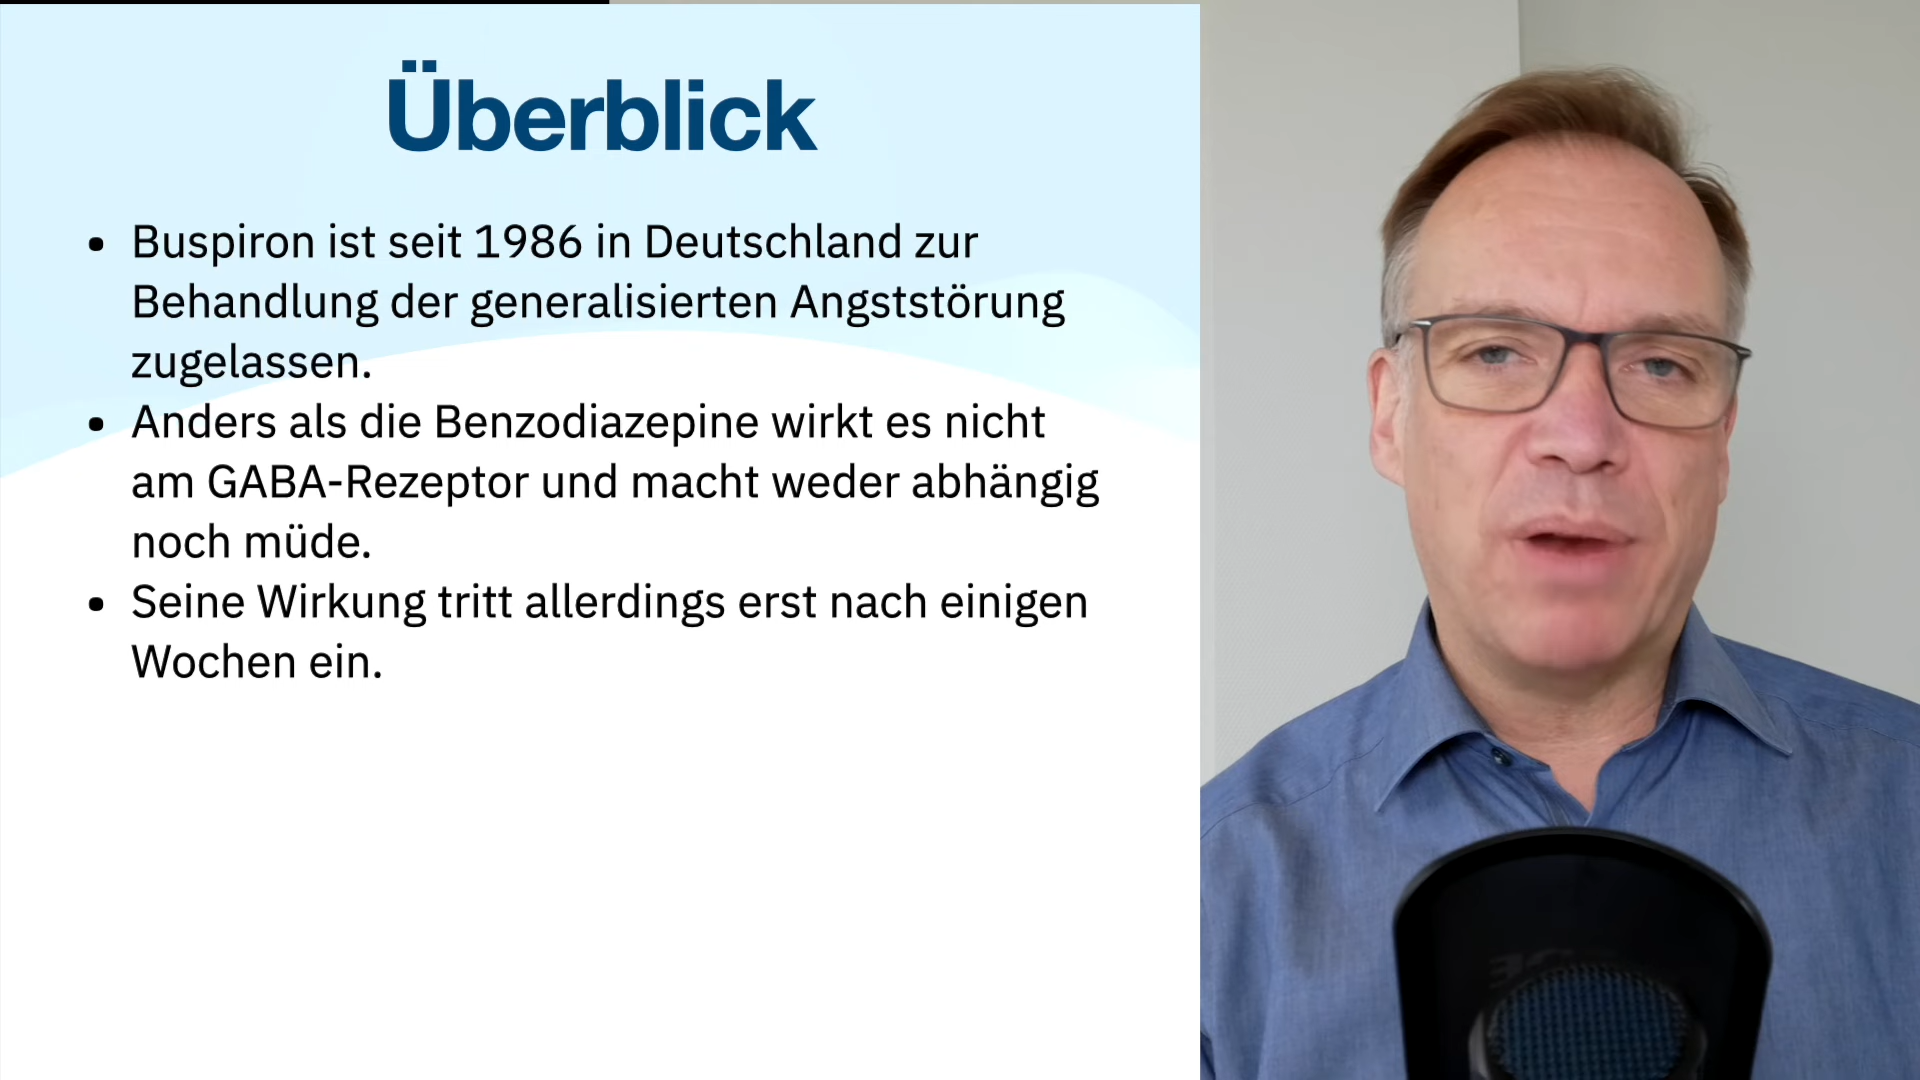 Überblick
• Buspiron ist seit 1986 in Deutschland zur
Behandlung der generalisierten Angststörung
zugelassen.
• Anders als die Benzodiazepine wirkt es nicht
am GABA-Rezeptor und macht weder abhängig
noch müde.
• Seine Wirkung tritt allerdings erst nach einigen
Wochen ein.